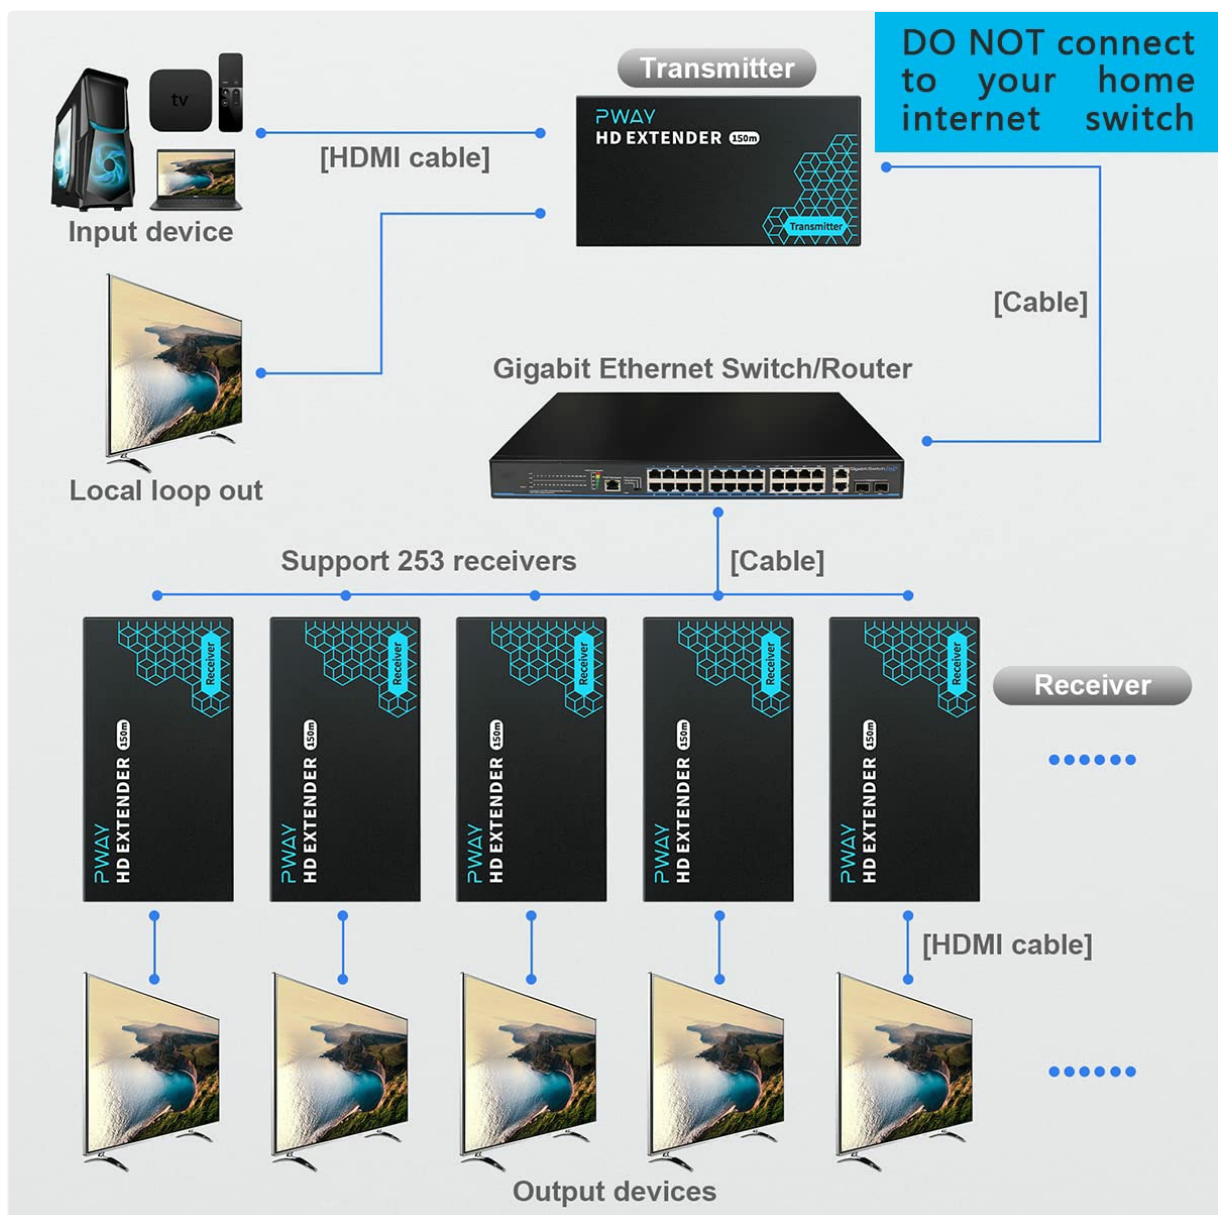 DO NOT connect
to your home
internet switch
Transmitter
tv
PWAY
HD EXTENDER 150m
Transmitter
[HDMI cable]
Input device
[Cable]
Gigabit Ethernet Switch/Router
Local loop out
Support 253 receivers
[Cable]
Receiver
PWAY
HD EXTENDER 150m
Receiver
PWAY
HD EXTENDER 150m
Receiver
PWAY
HD EXTENDER 150m
Receiver
PWAY
HD EXTENDER 150m
Receiver
PWAY
HD EXTENDER 150m
Receiver
[HDMI cable]
Output devices